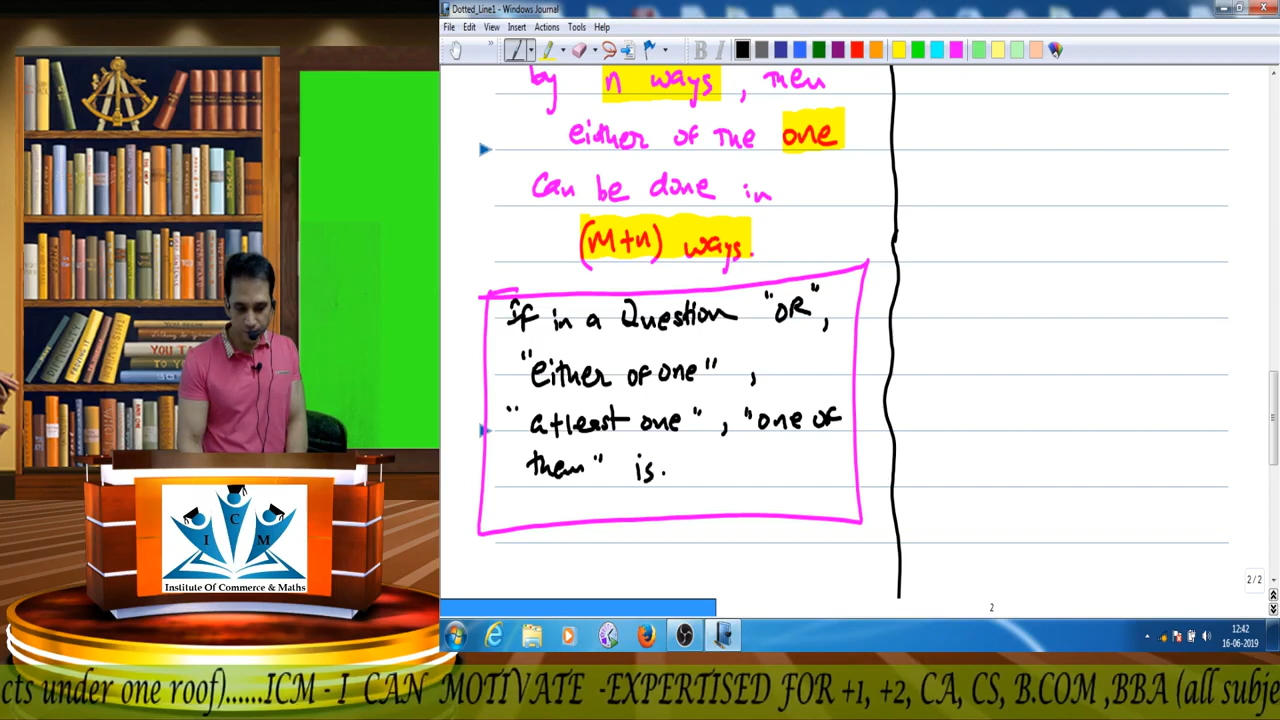 Dotted_Line1 - Windows Journal
File Edit View Insert Actions Tools Help
by n ways, then
either of the one
can be done in
(m+n) ways.
If in a Question "OR",
"either of one",
"atleast one", "one of
them" is.
2/2
2
12:42
16-06-2019
I C M
Institute Of Commerce & Maths
cts under one roof)......ICM - I CAN MOTIVATE -EXPERTISED FOR +1, +2, CA, CS, B.COM ,BBA (all subje